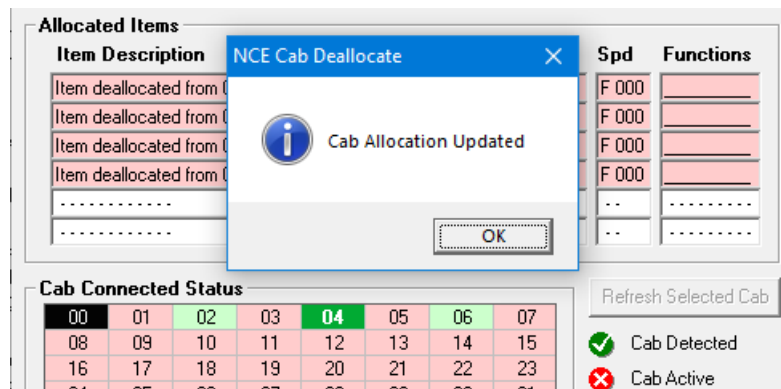 Allocated Items
Item Description
NCE Cab Deallocate
Spd Functions
Item deallocated from
F 000
Item deallocated from
F 000
Cab Allocation Updated
Item deallocated from
F 000
Item deallocated from
F 000
. . . . . . . . . . . .
. . . . . . . . . . .
. . . . . . . . . . . .
. . . . . . . . . . .
OK
Cab Connected Status
Refresh Selected Cab
00 01 02 03 04 05 06 07
08 09 10 11 12 13 14 15
Cab Detected
16 17 18 19 20 21 22 23
Cab Active